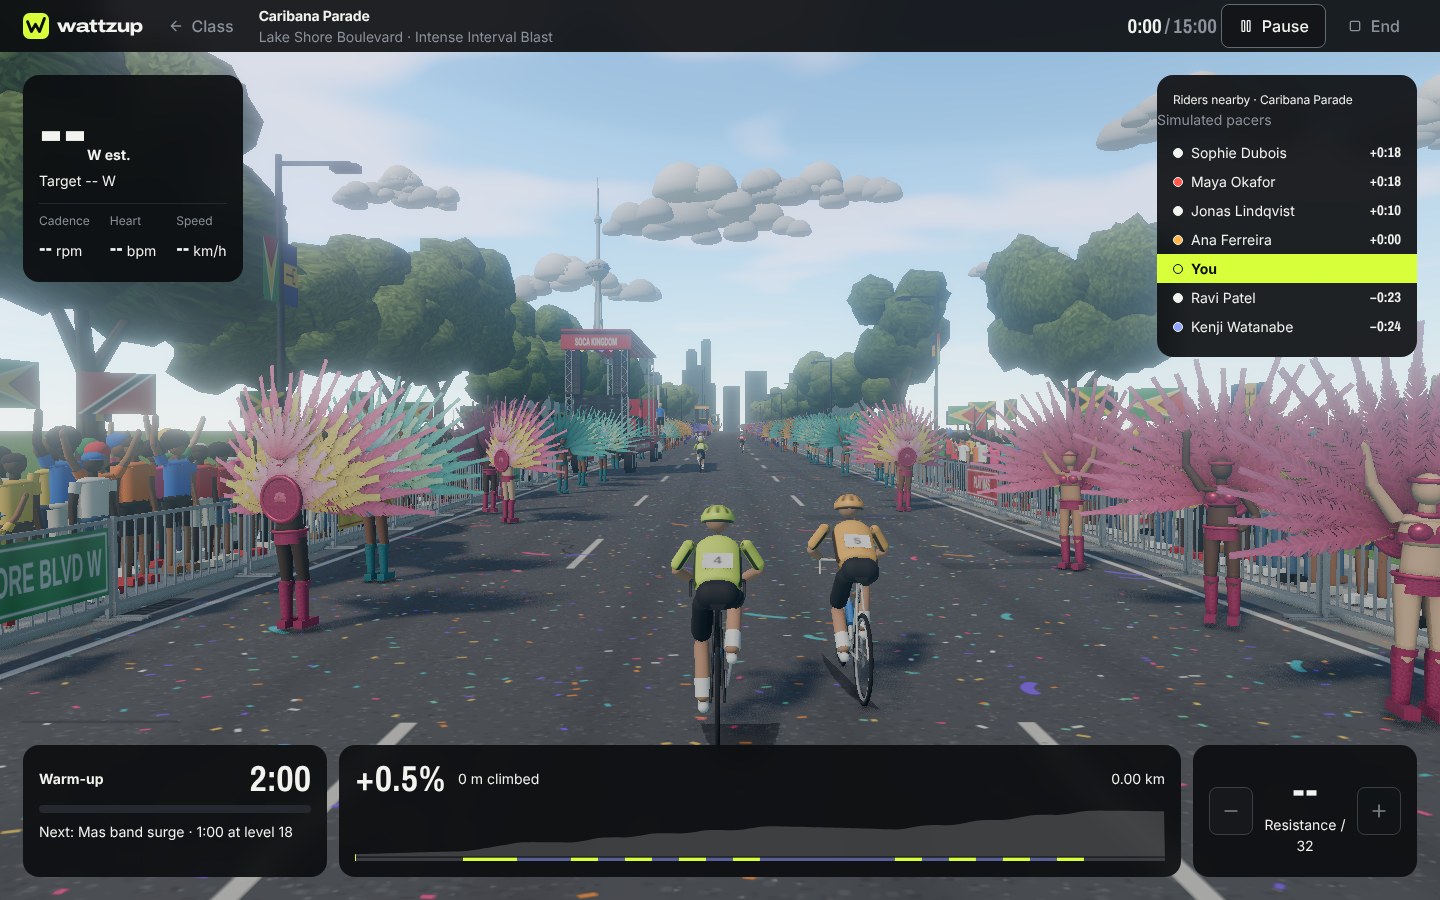 wattzup
Class
Caribana Parade
Lake Shore Boulevard · Intense Interval Blast
0:00 / 15:00
Pause
End
--
W est.
Target -- W
Cadence Heart Speed
-- rpm -- bpm -- km/h
Riders nearby · Caribana Parade
Simulated pacers
Sophie Dubois +0:18
Maya Okafor +0:18
Jonas Lindqvist +0:10
Ana Ferreira +0:00
You
Ravi Patel −0:23
Kenji Watanabe −0:24
SOCA KINGDOM
ORE BLVD W
4
5
Warm-up 2:00
Next: Mas band surge · 1:00 at level 18
+0.5% 0 m climbed 0.00 km
--
Resistance /
32